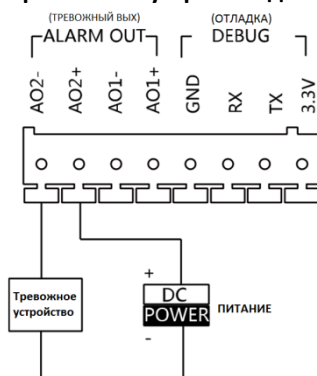 (ТРЕВОЖНЫЙ ВЫХ) (ОТЛАДКА)
ALARM OUT DEBUG
AO2- AO2+ AO1- AO1+ GND RX TX 3.3V
+
Тревожное устройство
DC POWER
ПИТАНИЕ
-